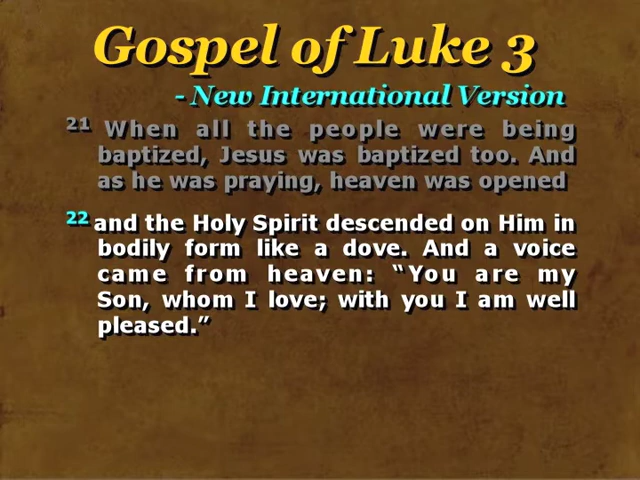 Gospel of Luke 3
- New International Version
21 When all the people were being
baptized, Jesus was baptized too. And
as he was praying, heaven was opened
22 and the Holy Spirit descended on Him in
bodily form like a dove. And a voice
came from heaven: “You are my
Son, whom I love; with you I am well
pleased.”